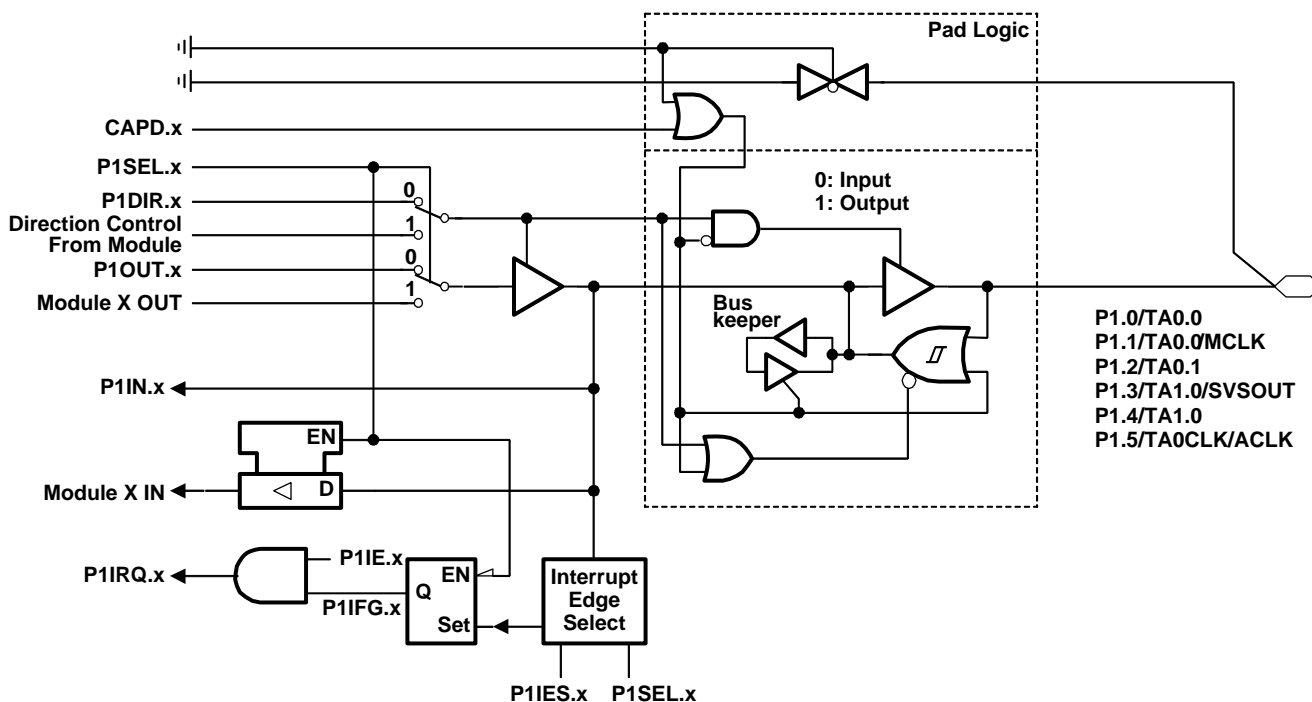 Pad Logic
CAPD.x
P1SEL.x
P1DIR.x
0
Direction Control
From Module
1
P1OUT.x
0
Module X OUT
1
0: Input
1: Output
Bus
keeper
P1.0/TA0.0
P1.1/TA0.0/MCLK
P1.2/TA0.1
P1.3/TA1.0/SVSOUT
P1.4/TA1.0
P1.5/TA0CLK/ACLK
P1IN.x
EN
Module X IN
D
P1IRQ.x
P1IE.x
P1IFG.x
EN
Q
Set
Interrupt
Edge
Select
P1IES.x
P1SEL.x